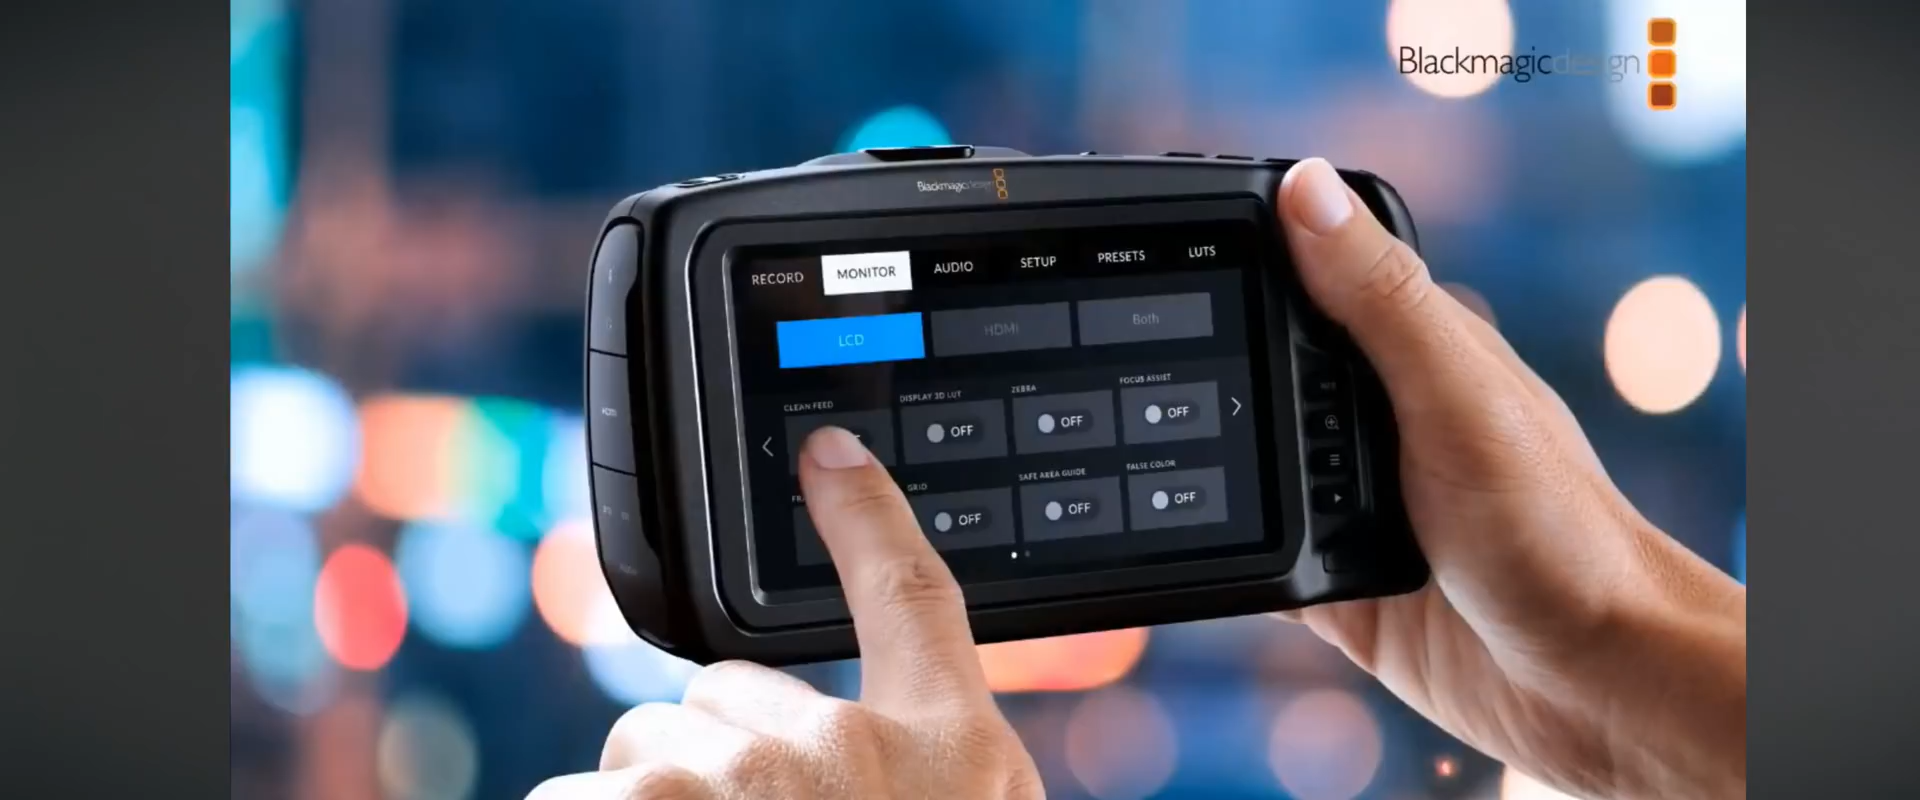 Blackmagicdesign
Blackmagicdesign
RECORD MONITOR AUDIO SETUP PRESETS LUTS
LCD HDMI Both
CLEAN FEED DISPLAY 3D LUT ZEBRA FOCUS ASSIST
OFF OFF OFF
GRID SAFE AREA GUIDE FALSE COLOR
OFF OFF OFF